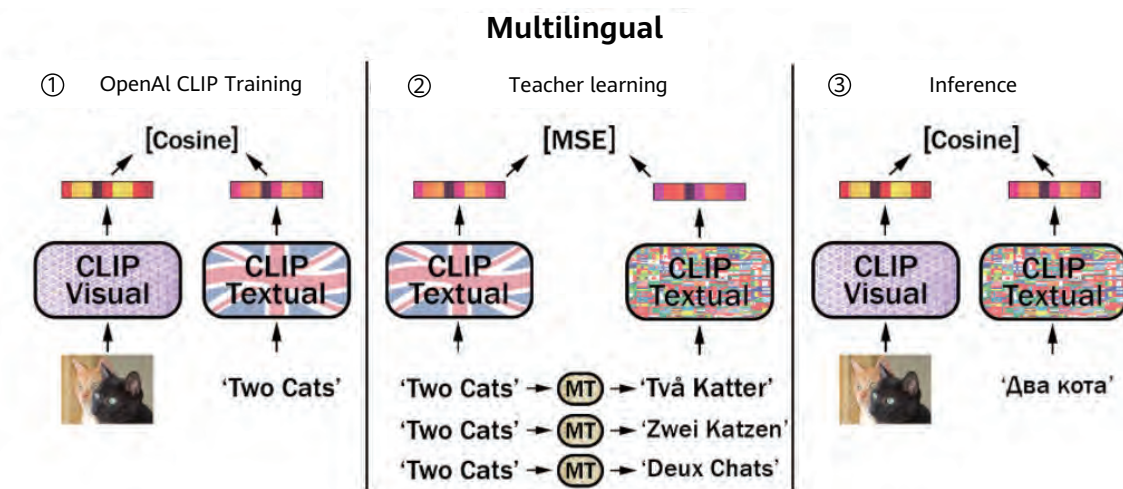 Multilingual
① OpenAI CLIP Training
[Cosine]
CLIP
Visual
CLIP
Textual
'Two Cats'
② Teacher learning
[MSE]
CLIP
Textual
CLIP
Textual
'Two Cats' → MT → 'Två Katter'
'Two Cats' → MT → 'Zwei Katzen'
'Two Cats' → MT → 'Deux Chats'
③ Inference
[Cosine]
CLIP
Visual
CLIP
Textual
'Два кота'